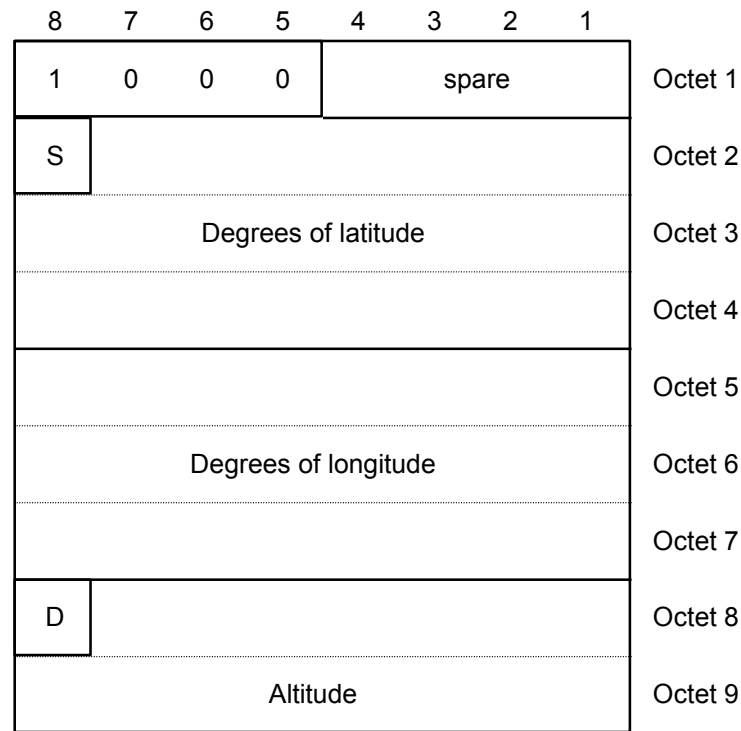 8 7 6 5 4 3 2 1
1 0 0 0 spare Octet 1
S Octet 2
Degrees of latitude Octet 3
Octet 4
Octet 5
Degrees of longitude Octet 6
Octet 7
D Octet 8
Altitude Octet 9